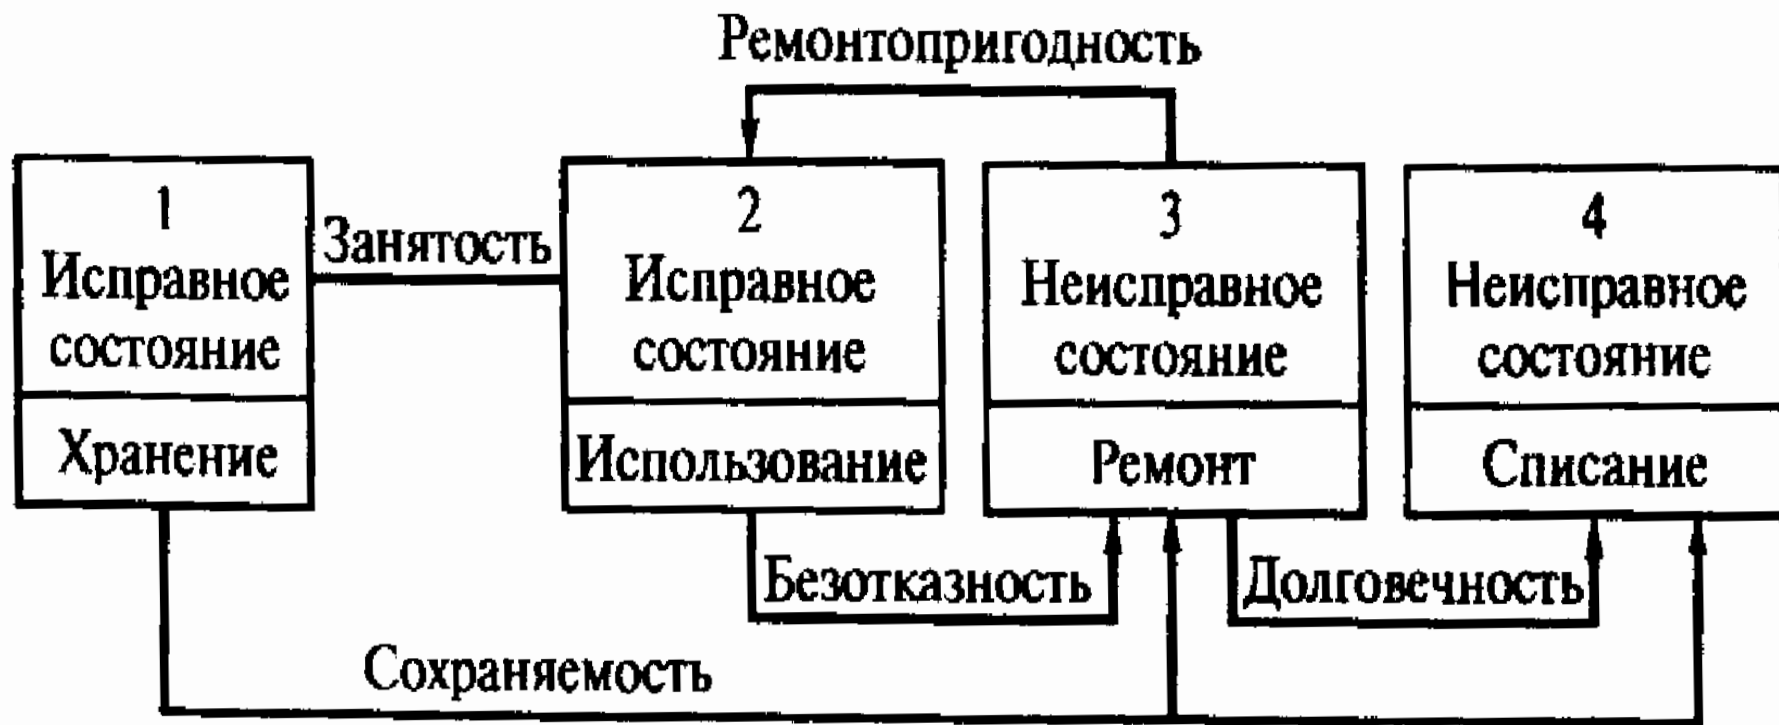 Ремонтопригодность
1
Исправное
состояние
Хранение
Занятость
2
Исправное
состояние
Использование
3
Неисправное
состояние
Ремонт
4
Неисправное
состояние
Списание
Безотказность
Долговечность
Сохраняемость